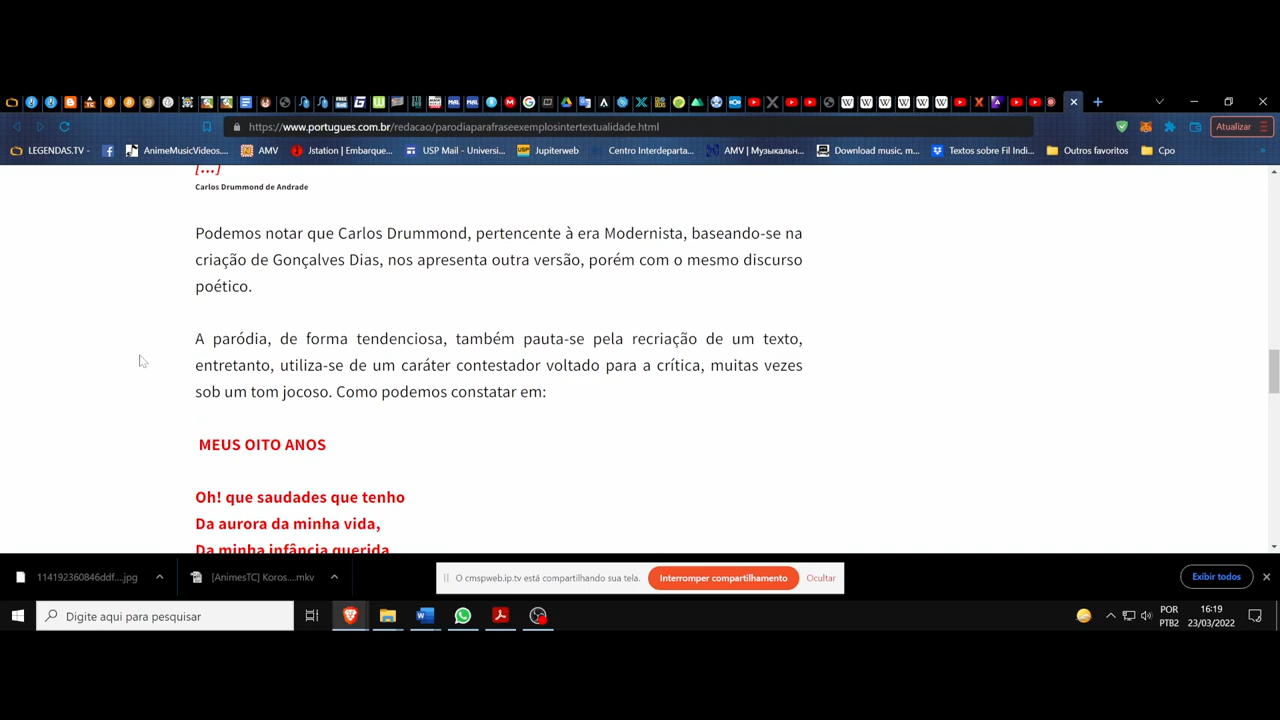 https://www.portugues.com.br/redacao/parodiaparafraseexemplosintertextualidade.html
Atualizar
LEGENDAS.TV -
AnimeMusicVideos....
AMV
Jstation | Embarque...
USP Mail - Universi...
Jupiterweb
Centro Interdeparta...
AMV | Музыкальн...
Download music, m...
Textos sobre Fil Indi...
Outros favoritos
Cpo
[...]
Carlos Drummond de Andrade
Podemos notar que Carlos Drummond, pertencente à era Modernista, baseando-se na
criação de Gonçalves Dias, nos apresenta outra versão, porém com o mesmo discurso
poético.
A paródia, de forma tendenciosa, também pauta-se pela recriação de um texto,
entretanto, utiliza-se de um caráter contestador voltado para a crítica, muitas vezes
sob um tom jocoso. Como podemos constatar em:
MEUS OITO ANOS
Oh! que saudades que tenho
Da aurora da minha vida,
Da minha infância querida
114192360846ddf....jpg
[AnimesTC] Koros....mkv
O cmspweb.ip.tv está compartilhando sua tela.
Interromper compartilhamento
Ocultar
Exibir todos
Digite aqui para pesquisar
POR
PTB2
16:19
23/03/2022